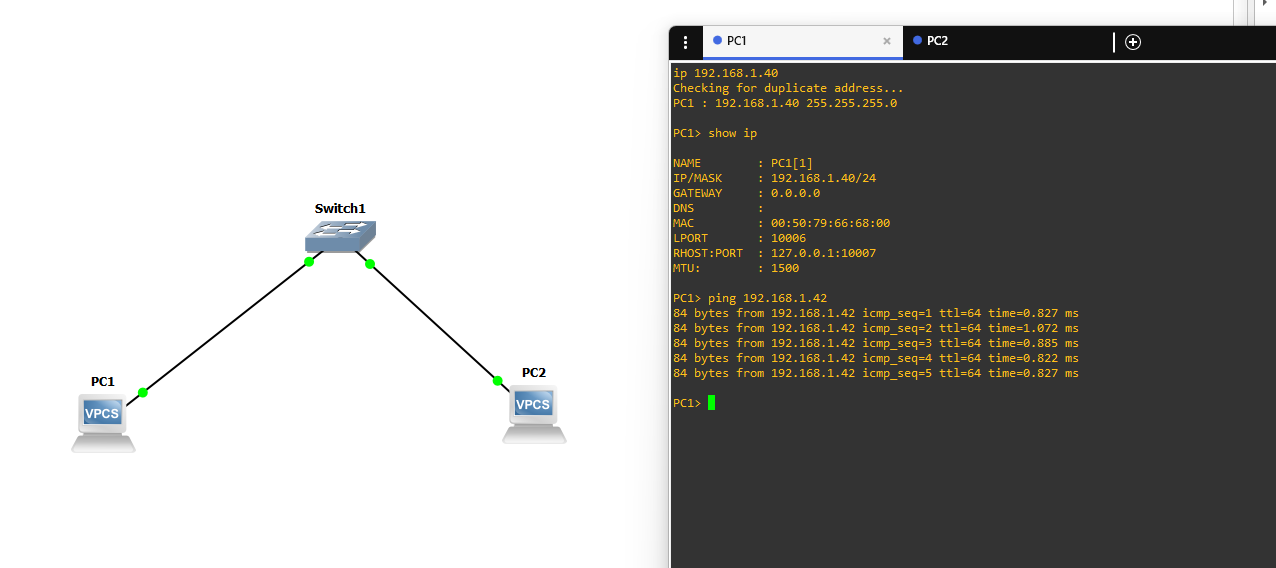 Switch1
PC1
VPCS
PC2
VPCS
PC1 ×
PC2
ip 192.168.1.40
Checking for duplicate address...
PC1 : 192.168.1.40 255.255.255.0
PC1> show ip
NAME : PC1[1]
IP/MASK : 192.168.1.40/24
GATEWAY : 0.0.0.0
DNS :
MAC : 00:50:79:66:68:00
LPORT : 10006
RHOST:PORT : 127.0.0.1:10007
MTU: : 1500
PC1> ping 192.168.1.42
84 bytes from 192.168.1.42 icmp_seq=1 ttl=64 time=0.827 ms
84 bytes from 192.168.1.42 icmp_seq=2 ttl=64 time=1.072 ms
84 bytes from 192.168.1.42 icmp_seq=3 ttl=64 time=0.885 ms
84 bytes from 192.168.1.42 icmp_seq=4 ttl=64 time=0.822 ms
84 bytes from 192.168.1.42 icmp_seq=5 ttl=64 time=0.827 ms
PC1>